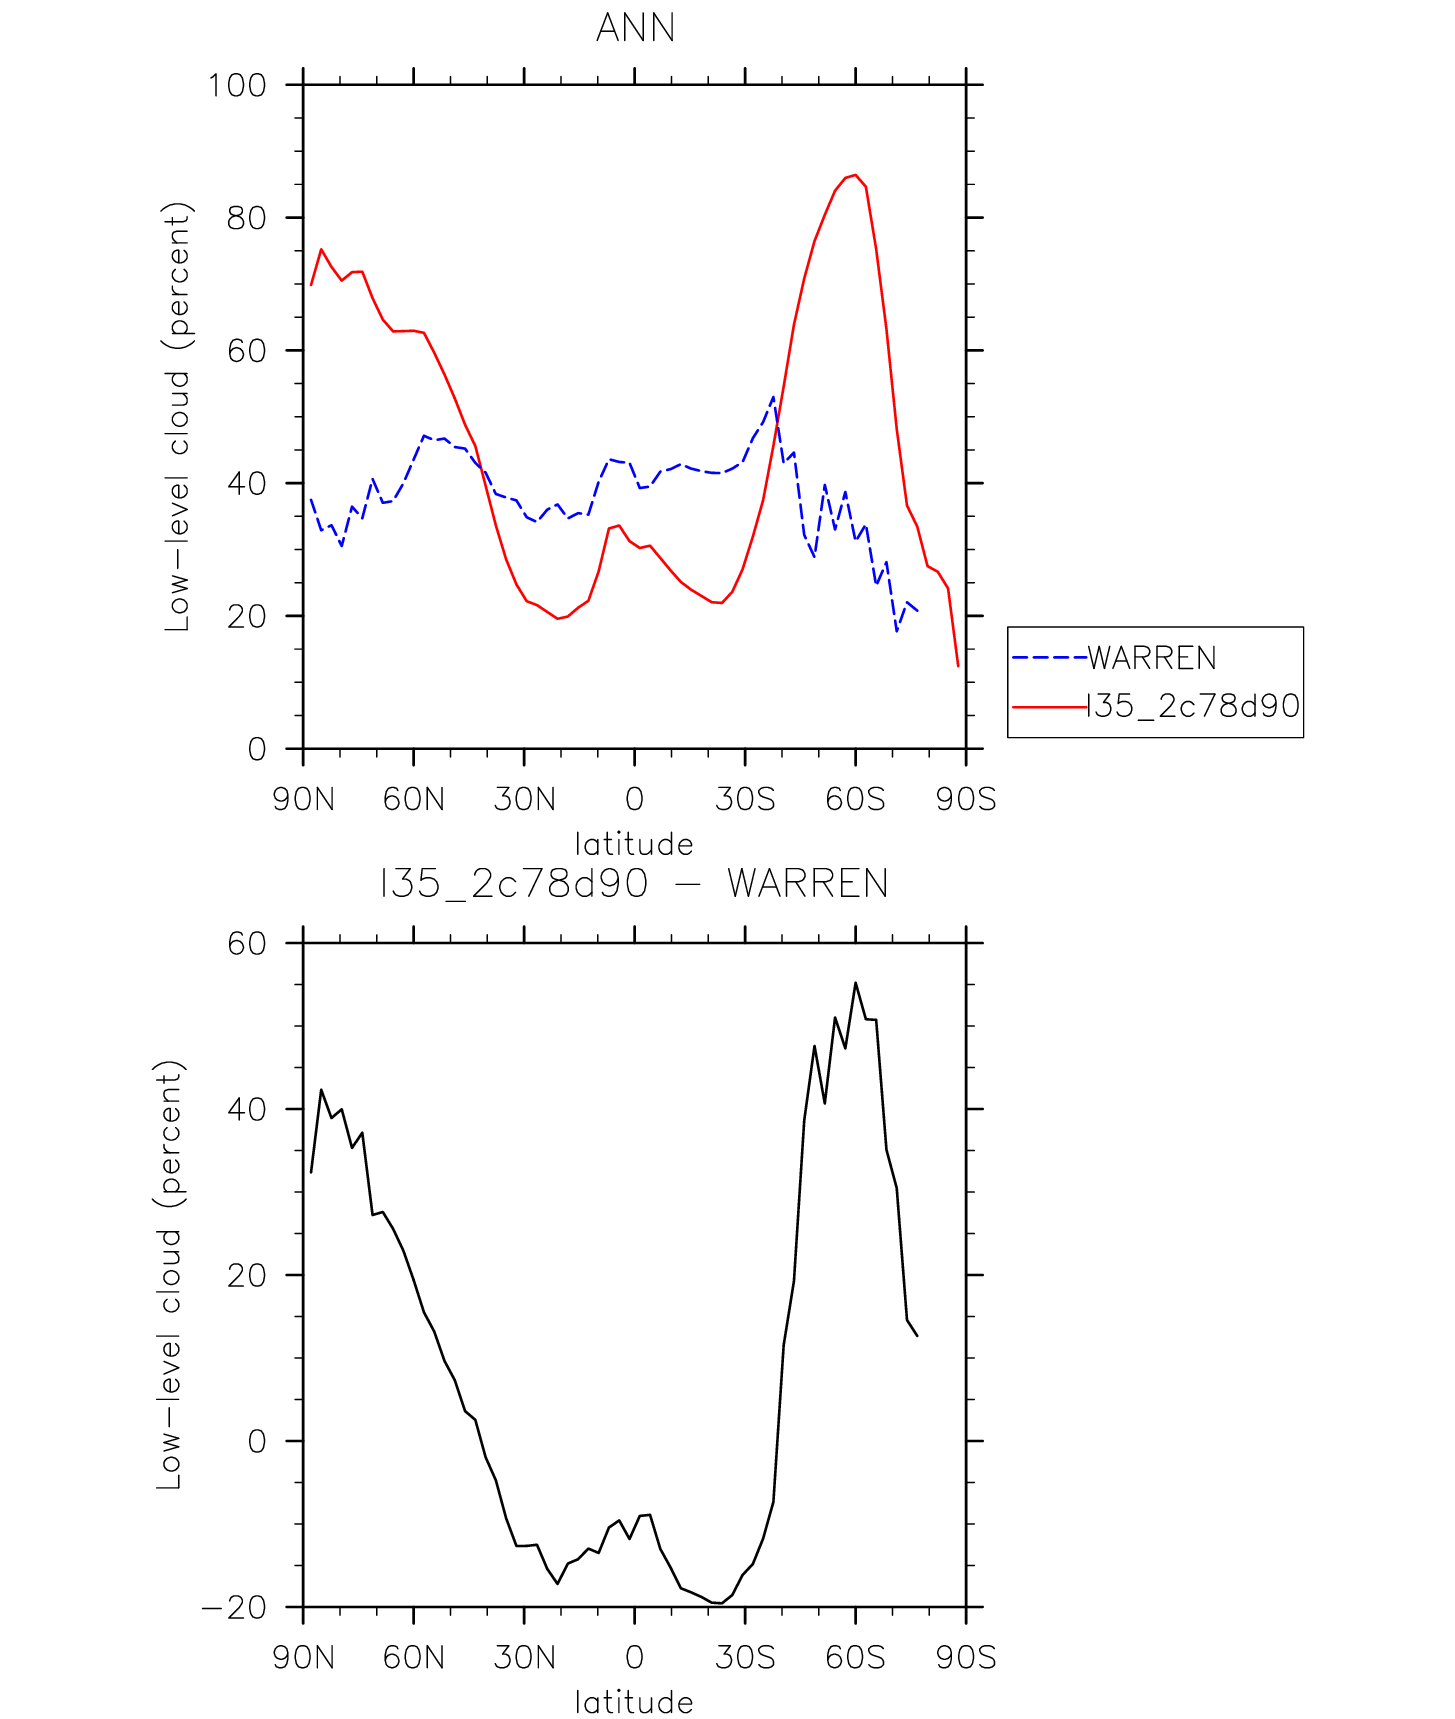 ANN
100
80
60
40
20
0
Low-level cloud (percent)
90N 60N 30N 0 30S 60S 90S
latitude
WARREN
I35_2c78d90
I35_2c78d90 - WARREN
60
40
20
0
-20
Low-level cloud (percent)
90N 60N 30N 0 30S 60S 90S
latitude